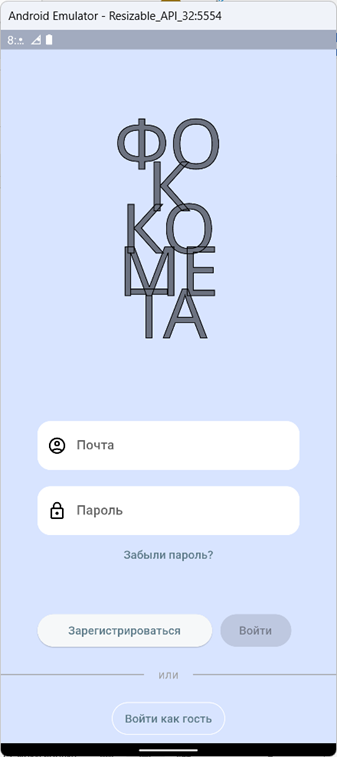 Android Emulator - Resizable_API_32:5554
8:
ФО
К
КО
МЕ
ТА
Почта
Пароль
Забыли пароль?
Зарегистрироваться
Войти
или
Войти как гость